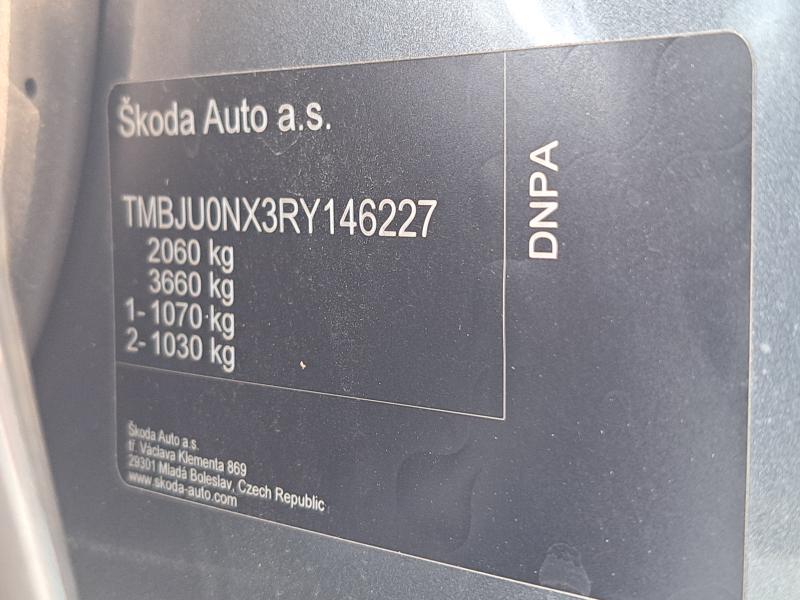 Škoda Auto a.s.
TMBJU0NX3RY146227
2060 kg
3660 kg
1- 1070 kg
2- 1030 kg
DNPA
Škoda Auto a.s.
tř. Václava Klementa 869
29301 Mladá Boleslav, Czech Republic
www.skoda-auto.com